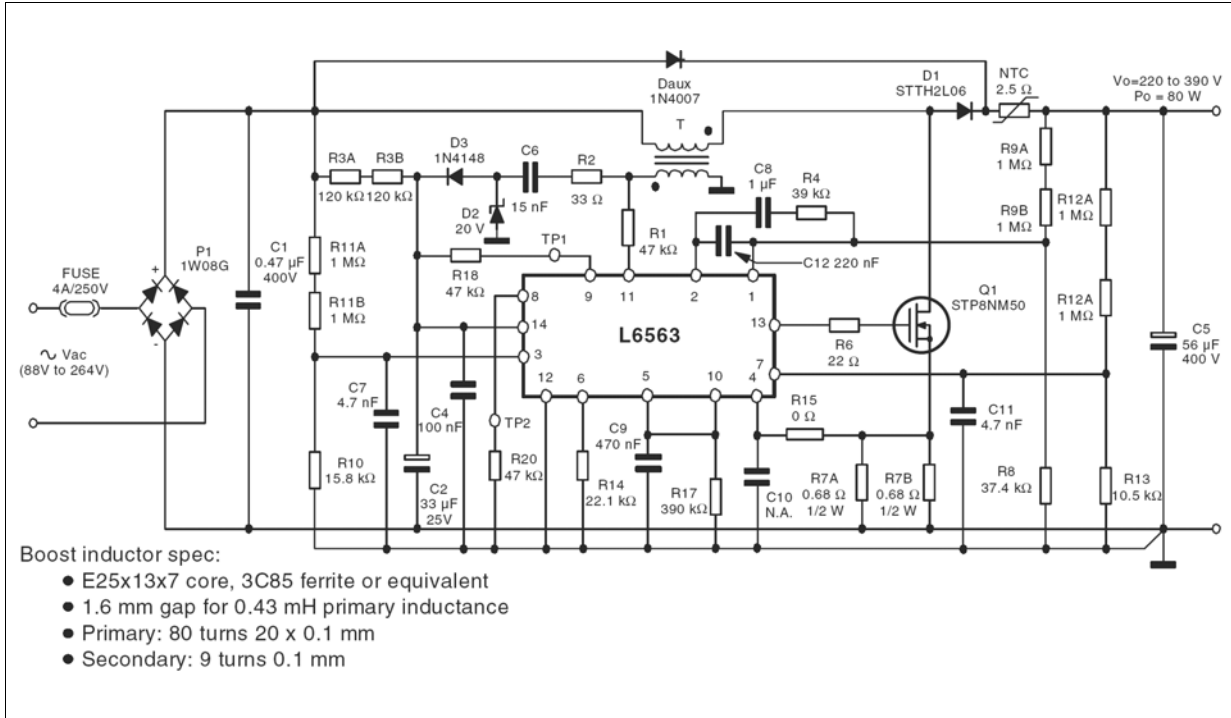 Daux
1N4007
D1
STTH2L06
NTC
2.5 Ω
Vo=220 to 390 V
Po = 80 W
T
R3A
120 kΩ
R3B
120 kΩ
D3
1N4148
C6
15 nF
R2
33 Ω
D2
20 V
C8
1 µF
R4
39 kΩ
R9A
1 MΩ
R9B
1 MΩ
R12A
1 MΩ
R12A
1 MΩ
FUSE
4A/250V
P1
1W08G
+
-
C1
0.47 µF
400V
R11A
1 MΩ
R11B
1 MΩ
TP1
R18
47 kΩ
R1
47 kΩ
C12 220 nF
∿ Vac
(88V to 264V)
8
9
11
2
1
14
3
L6563
13
7
12
6
5
10
4
R6
22 Ω
Q1
STP8NM50
C5
56 µF
400 V
C7
4.7 nF
C4
100 nF
TP2
C9
470 nF
R15
0 Ω
C11
4.7 nF
R10
15.8 kΩ
C2
33 µF
25V
R20
47 kΩ
R14
22.1 kΩ
R17
390 kΩ
C10
N.A.
R7A
0.68 Ω
1/2 W
R7B
0.68 Ω
1/2 W
R8
37.4 kΩ
R13
10.5 kΩ
Boost inductor spec:
● E25x13x7 core, 3C85 ferrite or equivalent
● 1.6 mm gap for 0.43 mH primary inductance
● Primary: 80 turns 20 x 0.1 mm
● Secondary: 9 turns 0.1 mm